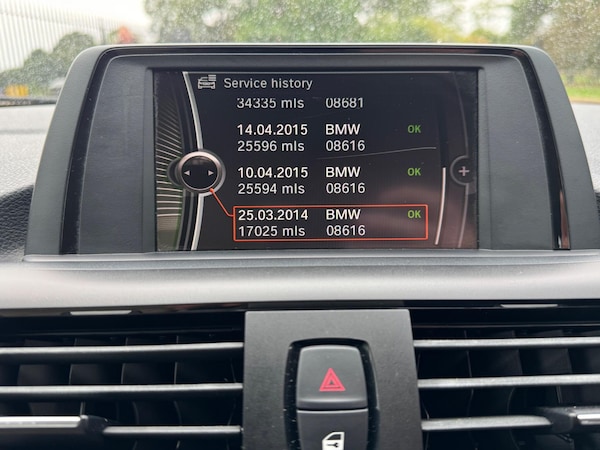 Service history
34335 mls 08681
14.04.2015 BMW OK
25596 mls 08616
10.04.2015 BMW OK
25594 mls 08616
25.03.2014 BMW OK
17025 mls 08616